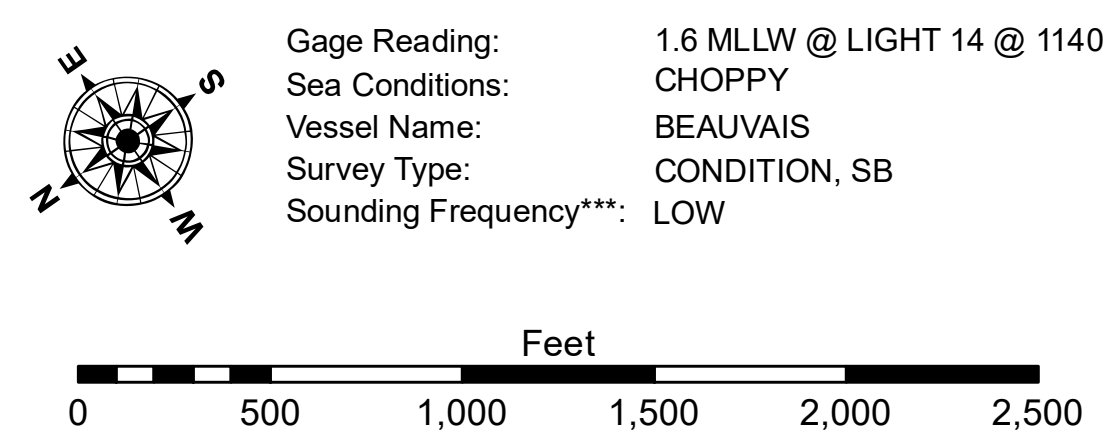 E
S
N
W
Gage Reading: 1.6 MLLW @ LIGHT 14 @ 1140
Sea Conditions: CHOPPY
Vessel Name: BEAUVAIS
Survey Type: CONDITION, SB
Sounding Frequency***: LOW
Feet
0 500 1,000 1,500 2,000 2,500